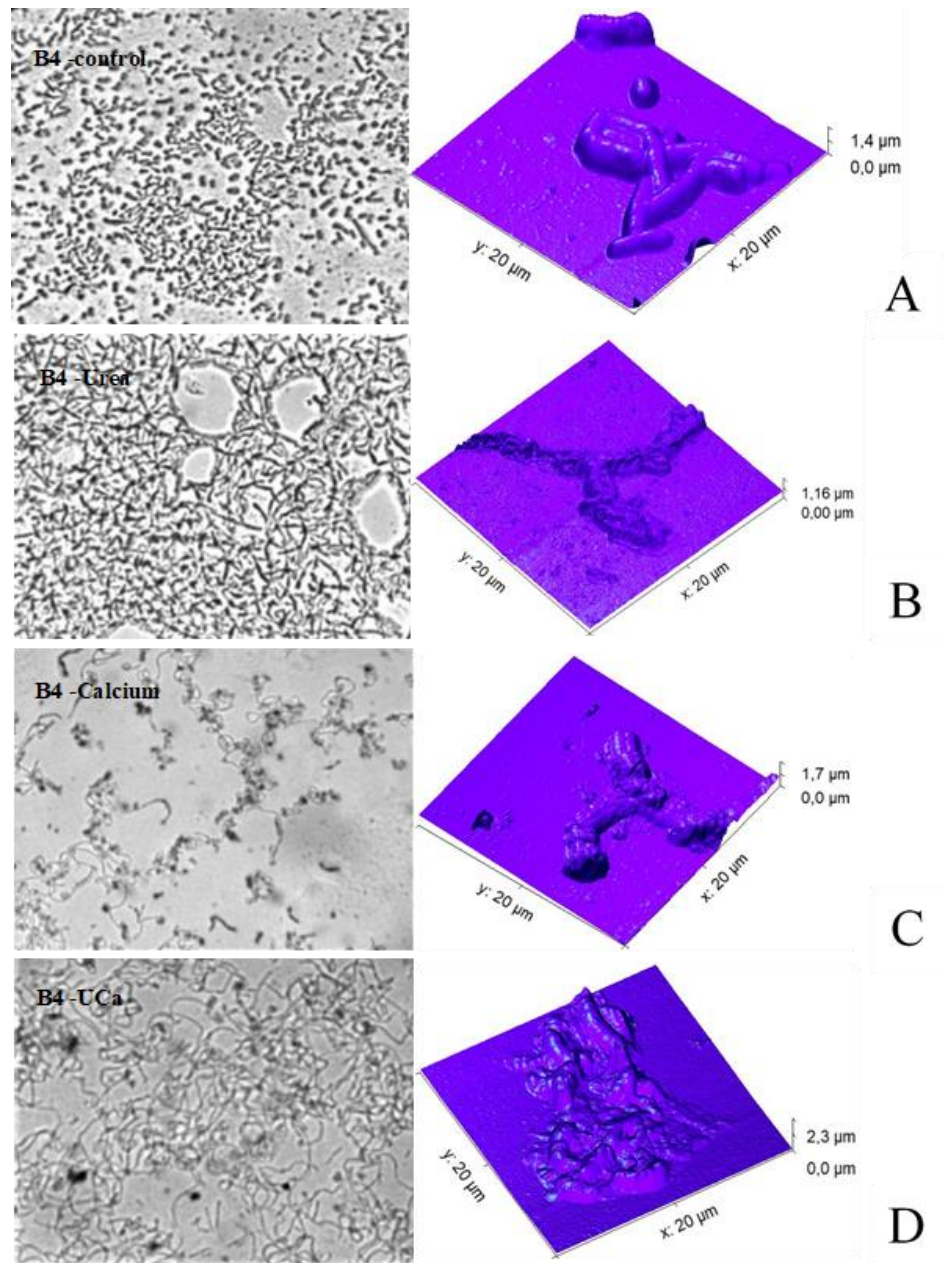 B4 -control
1,4 µm
0,0 µm
y: 20 µm
x: 20 µm
A
B4 -Urea
1,16 µm
0,00 µm
y: 20 µm
x: 20 µm
B
B4 -Calcium
1,7 µm
0,0 µm
y: 20 µm
x: 20 µm
C
B4 -UCa
2,3 µm
0,0 µm
y: 20 µm
x: 20 µm
D